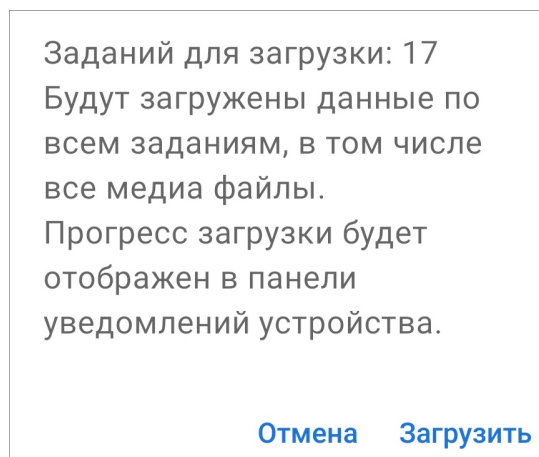 Заданий для загрузки: 17
Будут загружены данные по
всем заданиям, в том числе
все медиа файлы.
Прогресс загрузки будет
отображен в панели
уведомлений устройства.
Отмена Загрузить